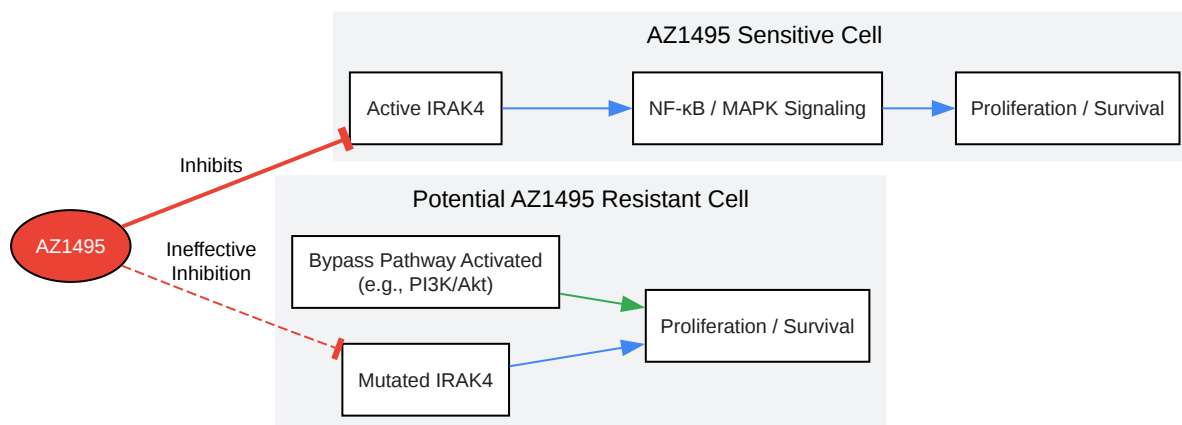 AZ1495 Sensitive Cell
Active IRAK4
NF-κB / MAPK Signaling
Proliferation / Survival
Inhibits
Potential AZ1495 Resistant Cell
AZ1495
Ineffective
Inhibition
Bypass Pathway Activated
(e.g., PI3K/Akt)
Proliferation / Survival
Mutated IRAK4